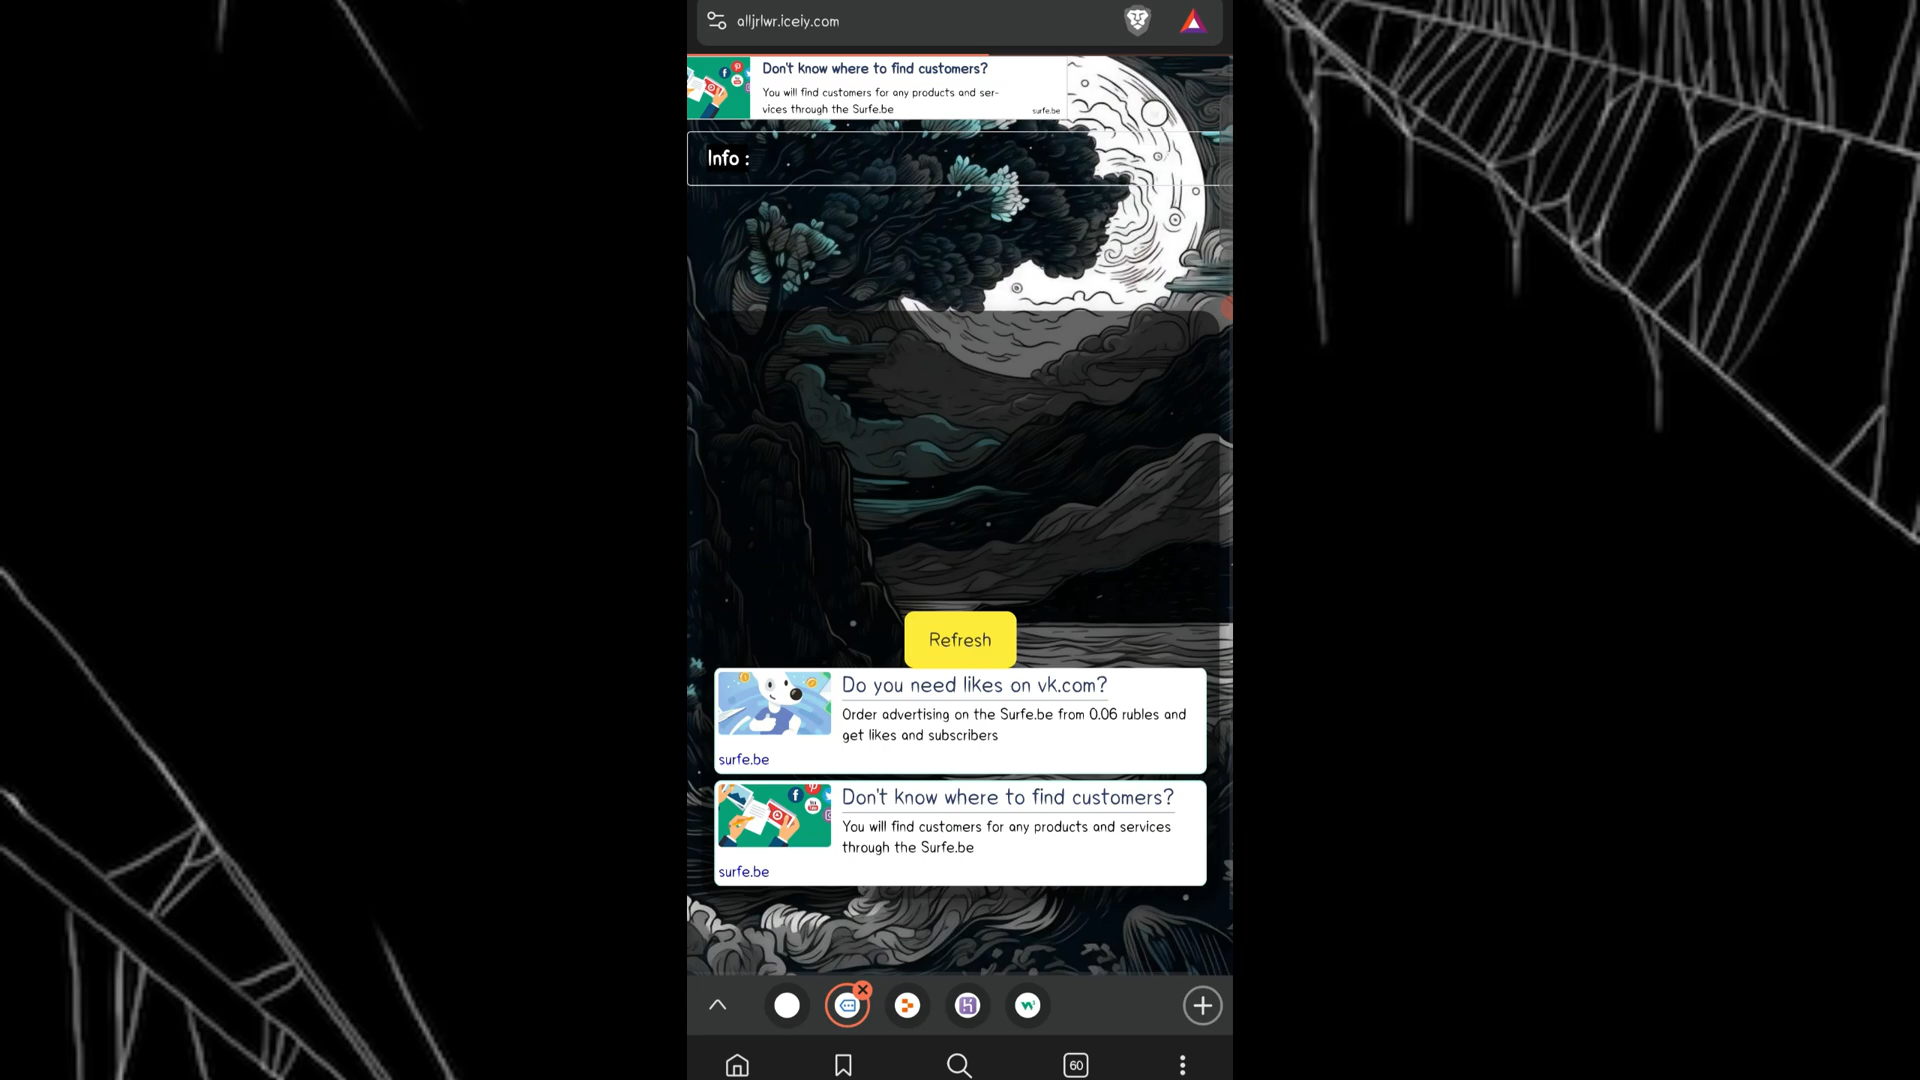 alljrlwr.iceiy.com
Don't know where to find customers?
You will find customers for any products and ser-
vices through the Surfe.be
surfe.be
Info :
Refresh
Do you need likes on vk.com?
Order advertising on the Surfe.be from 0.06 rubles and
get likes and subscribers
surfe.be
Don't know where to find customers?
You will find customers for any products and services
through the Surfe.be
surfe.be
60